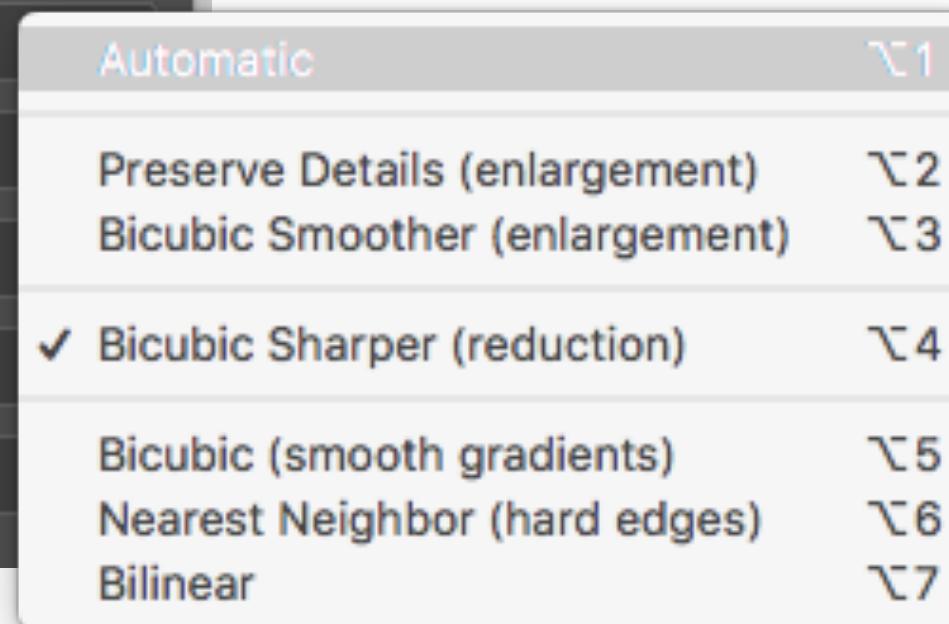 Automatic ⌥1
Preserve Details (enlargement) ⌥2
Bicubic Smoother (enlargement) ⌥3
✓ Bicubic Sharper (reduction) ⌥4
Bicubic (smooth gradients) ⌥5
Nearest Neighbor (hard edges) ⌥6
Bilinear ⌥7